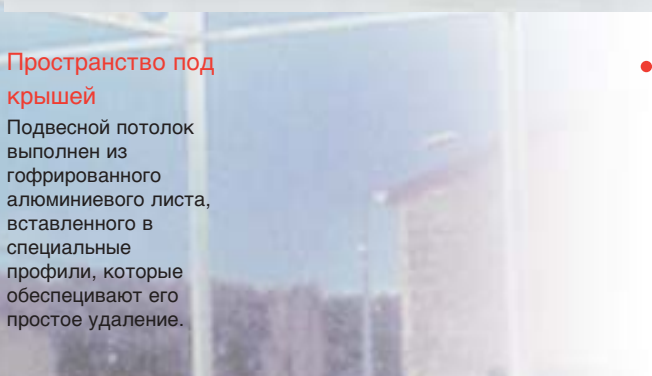 Пространство под
крышей
Подвесной потолок
выполнен из
гофрированного
алюминиевого листа,
вставленного в
специальные
профили, которые
обеспецивают его
простое удаление.